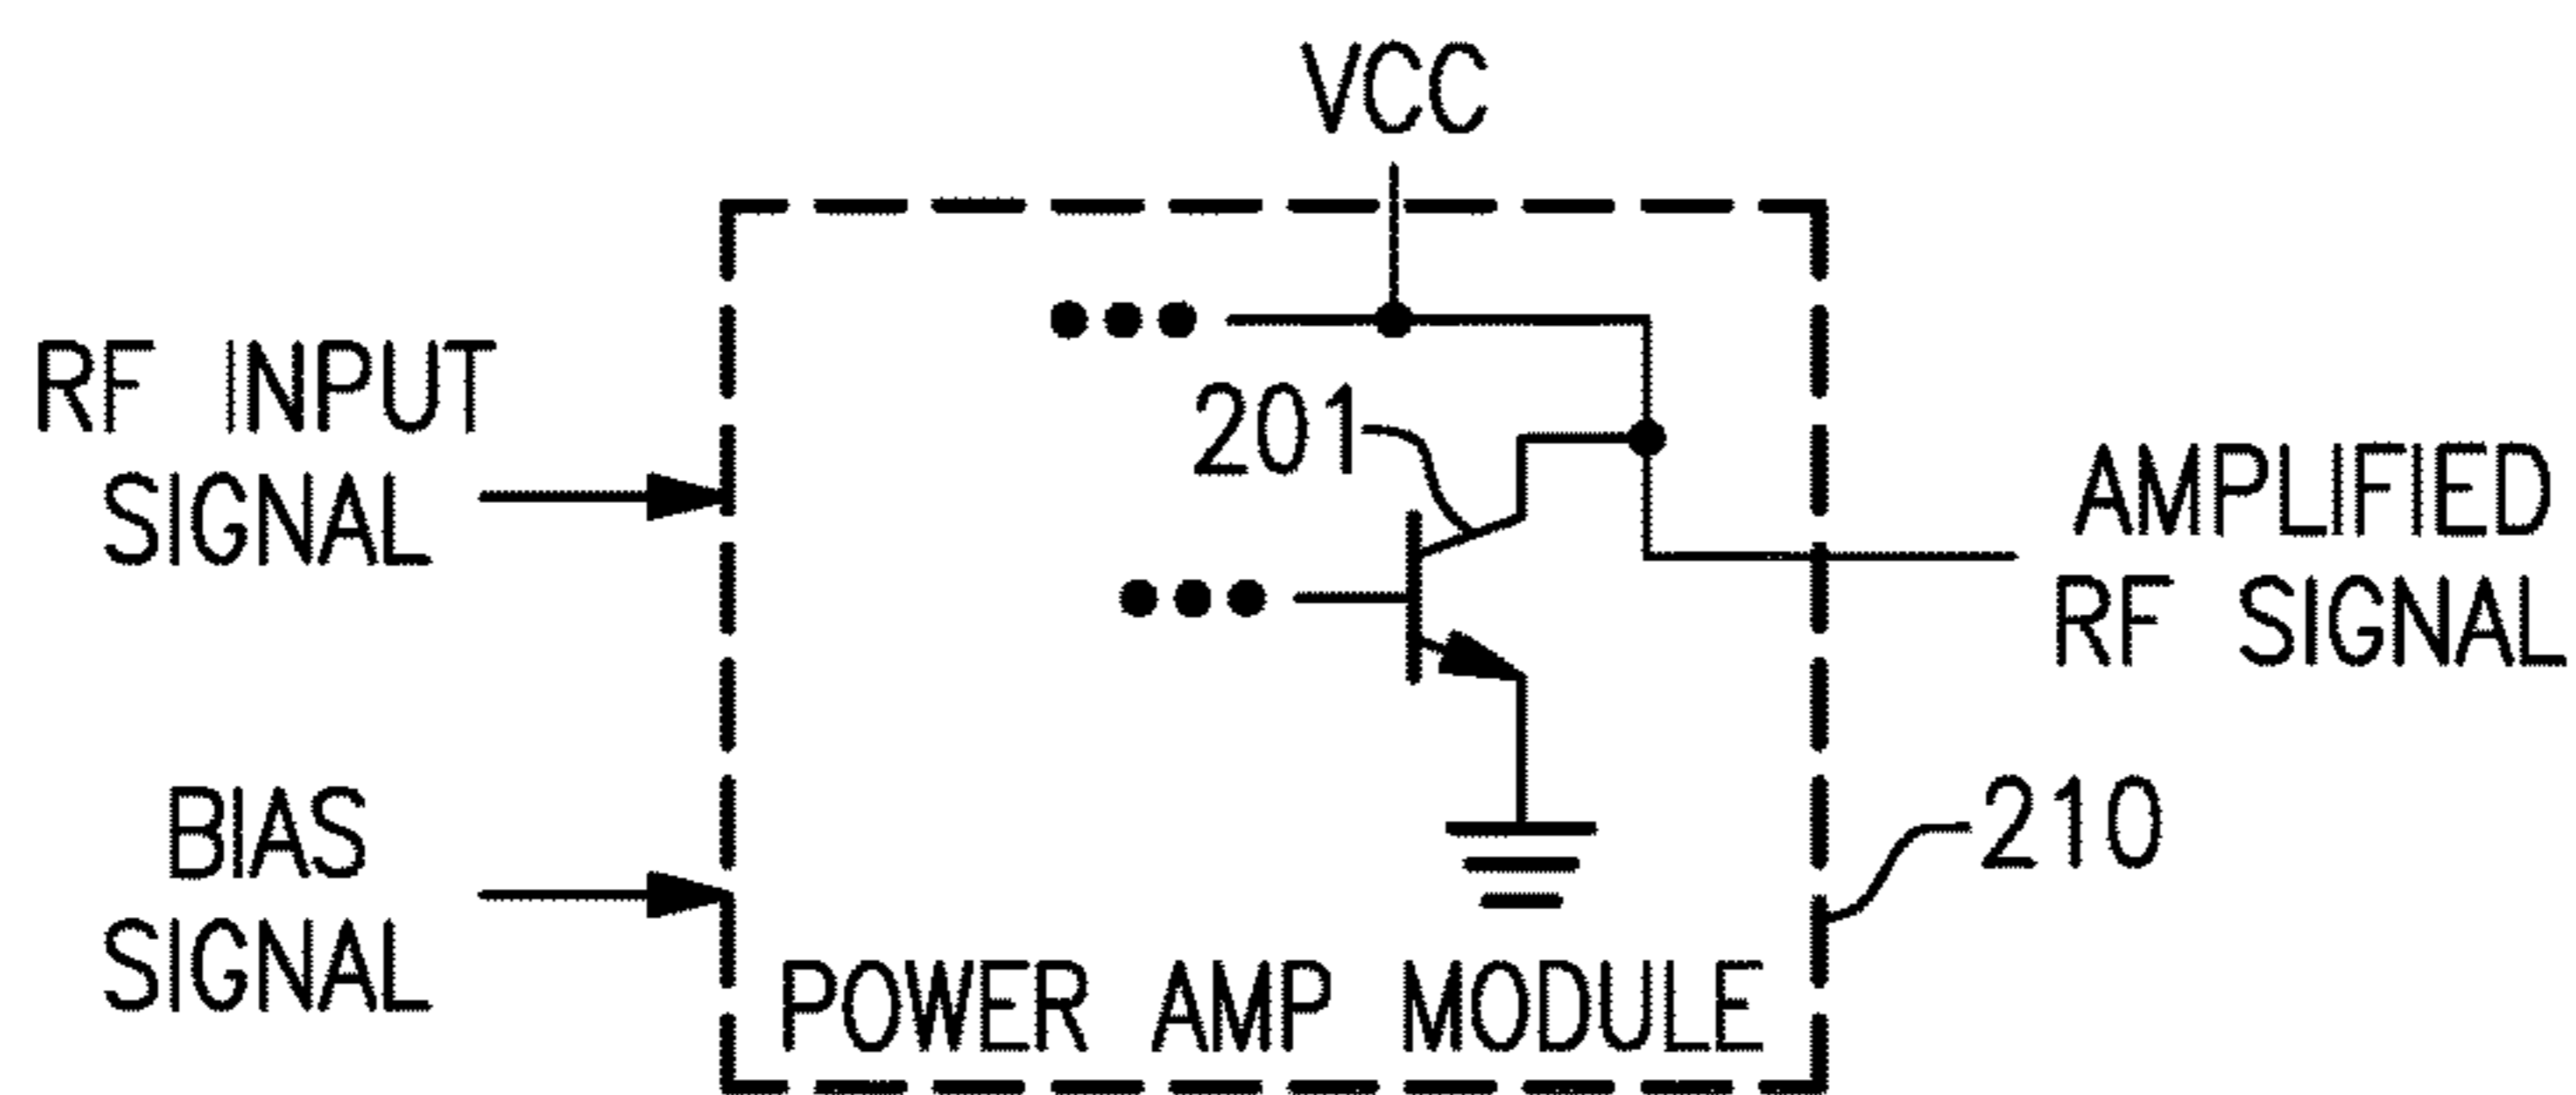 VCC
RF INPUT
SIGNAL
201
AMPLIFIED
RF SIGNAL
BIAS
SIGNAL
210
POWER AMP MODULE